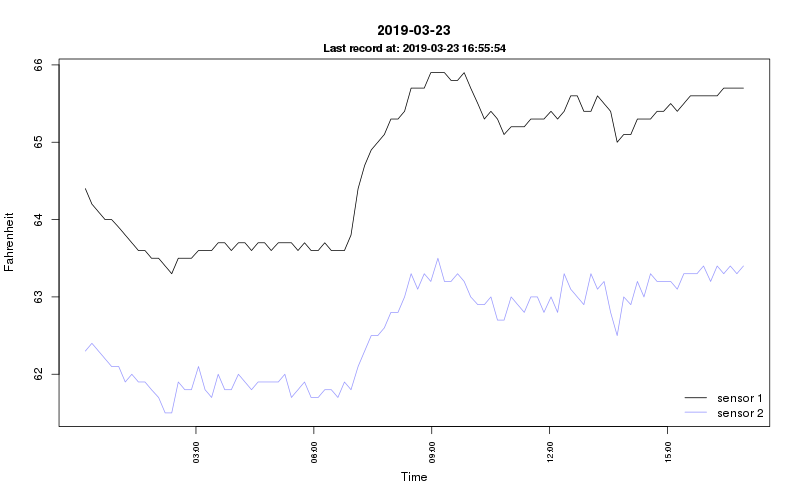 2019-03-23
Last record at: 2019-03-23 16:55:54
66
65
64
63
62
Fahrenheit
sensor 1
sensor 2
03:00
06:00
09:00
12:00
15:00
Time